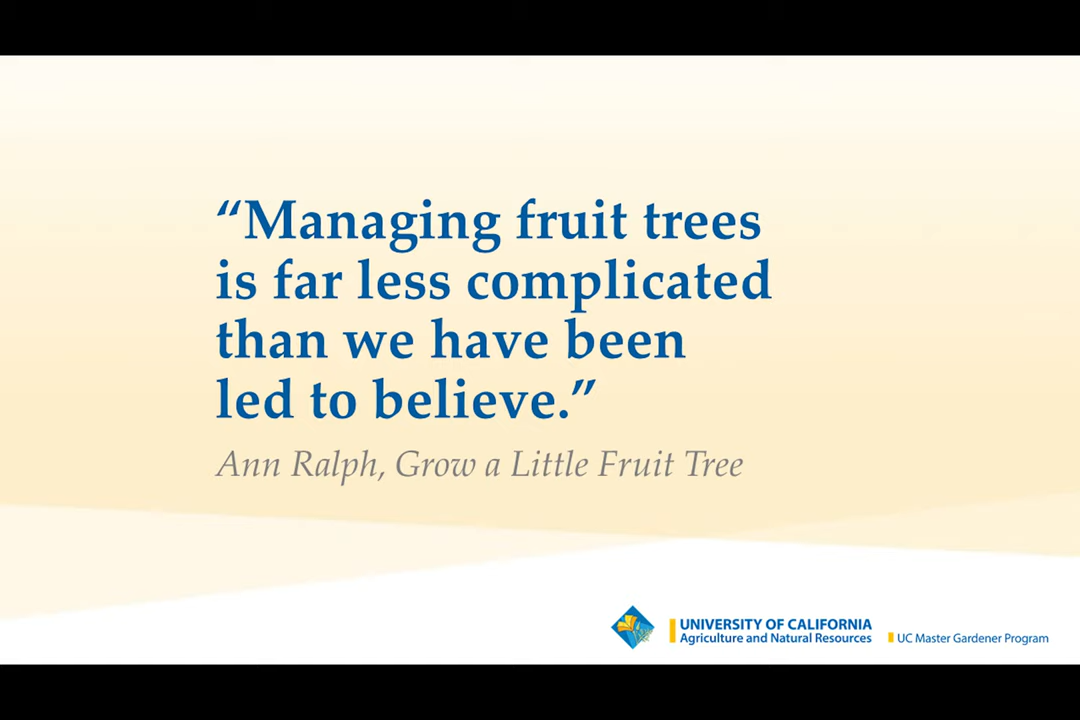 “Managing fruit trees
is far less complicated
than we have been
led to believe.”
Ann Ralph, Grow a Little Fruit Tree
UNIVERSITY OF CALIFORNIA
Agriculture and Natural Resources
UC Master Gardener Program